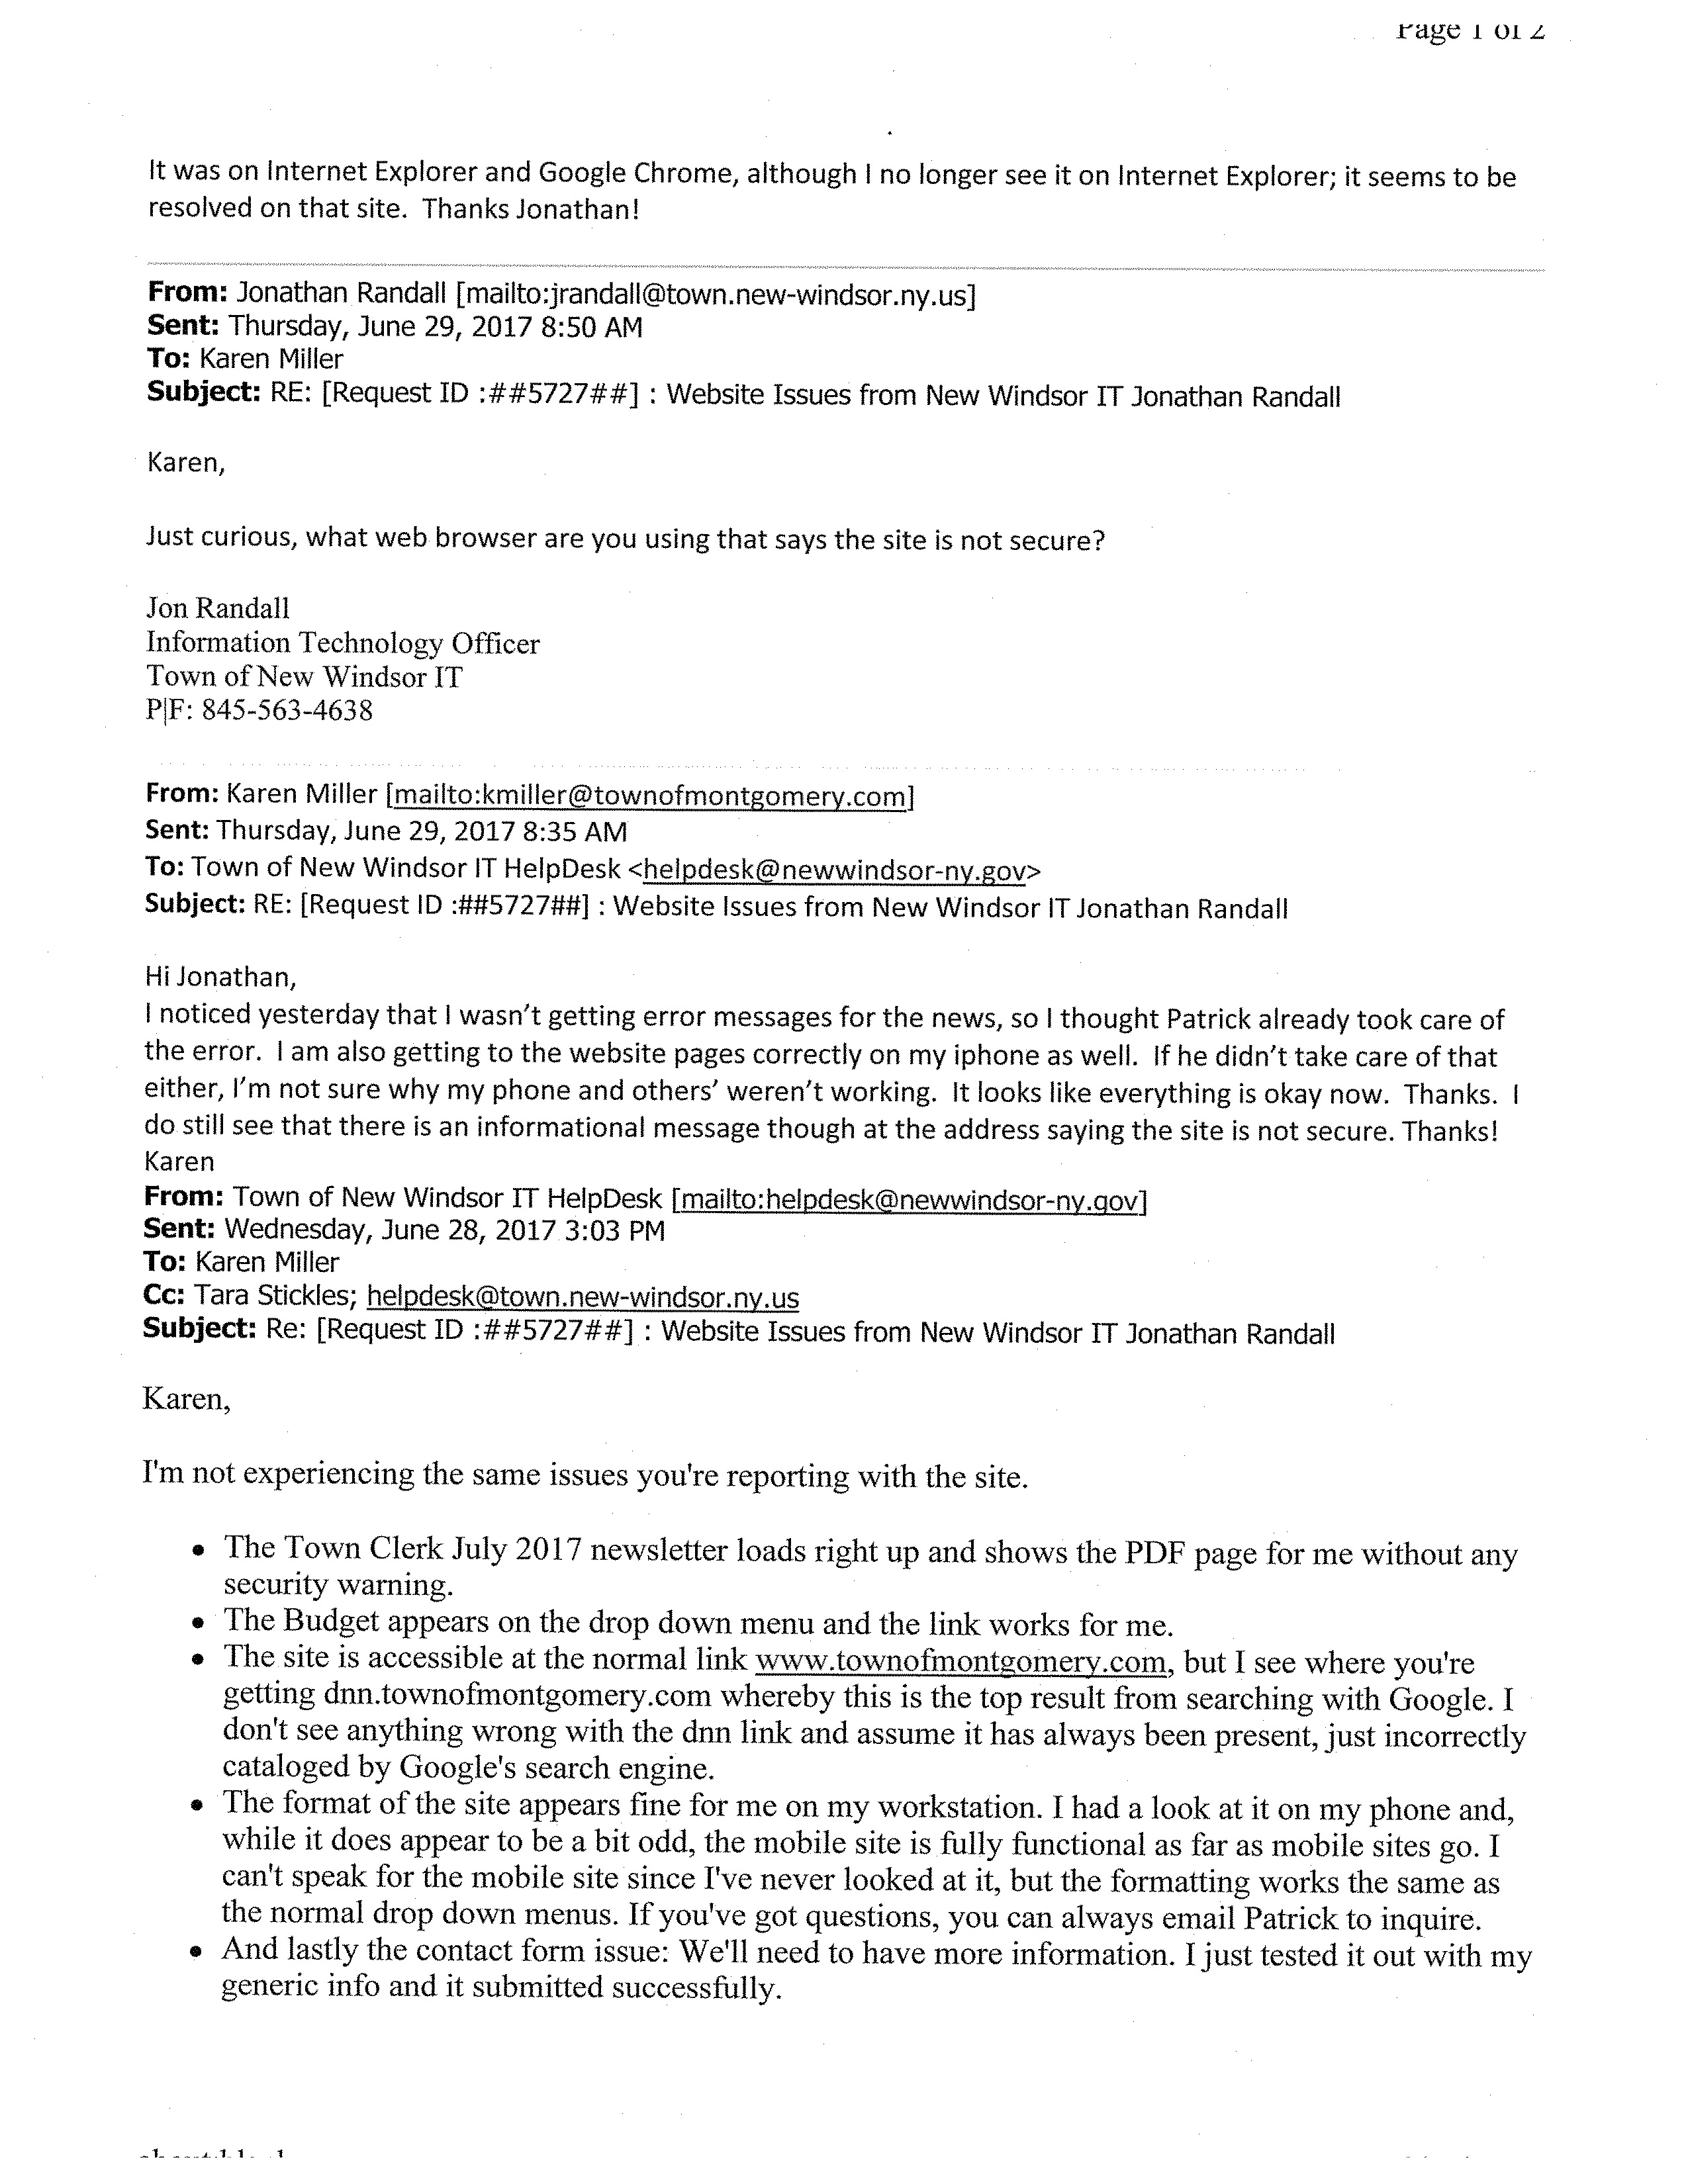 Page 1 of 2
It was on Internet Explorer and Google Chrome, although I no longer see it on Internet Explorer; it seems to be
resolved on that site.  Thanks Jonathan!
From: Jonathan Randall [mailto:jrandall@town.new-windsor.ny.us]
Sent: Thursday, June 29, 2017 8:50 AM
To: Karen Miller
Subject: RE: [Request ID :##5727##] : Website Issues from New Windsor IT Jonathan Randall
Karen,
Just curious, what web browser are you using that says the site is not secure?
Jon Randall
Information Technology Officer
Town of New Windsor IT
P|F: 845-563-4638
From: Karen Miller [mailto:kmiller@townofmontgomery.com]
Sent: Thursday, June 29, 2017 8:35 AM
To: Town of New Windsor IT HelpDesk <helpdesk@newwindsor-ny.gov>
Subject: RE: [Request ID :##5727##] : Website Issues from New Windsor IT Jonathan Randall
Hi Jonathan,
I noticed yesterday that I wasn't getting error messages for the news, so I thought Patrick already took care of
the error.  I am also getting to the website pages correctly on my iphone as well.  If he didn't take care of that
either, I'm not sure why my phone and others' weren't working.  It looks like everything is okay now.  Thanks.  I
do still see that there is an informational message though at the address saying the site is not secure. Thanks!
Karen
From: Town of New Windsor IT HelpDesk [mailto:helpdesk@newwindsor-ny.gov]
Sent: Wednesday, June 28, 2017 3:03 PM
To: Karen Miller
Cc: Tara Stickles; helpdesk@town.new-windsor.ny.us
Subject: Re: [Request ID :##5727##] : Website Issues from New Windsor IT Jonathan Randall
Karen,
I'm not experiencing the same issues you're reporting with the site.
• The Town Clerk July 2017 newsletter loads right up and shows the PDF page for me without any
security warning.
• The Budget appears on the drop down menu and the link works for me.
• The site is accessible at the normal link www.townofmontgomery.com, but I see where you're
getting dnn.townofmontgomery.com whereby this is the top result from searching with Google. I
don't see anything wrong with the dnn link and assume it has always been present, just incorrectly
cataloged by Google's search engine.
• The format of the site appears fine for me on my workstation. I had a look at it on my phone and,
while it does appear to be a bit odd, the mobile site is fully functional as far as mobile sites go. I
can't speak for the mobile site since I've never looked at it, but the formatting works the same as
the normal drop down menus. If you've got questions, you can always email Patrick to inquire.
• And lastly the contact form issue: We'll need to have more information. I just tested it out with my
generic info and it submitted successfully.